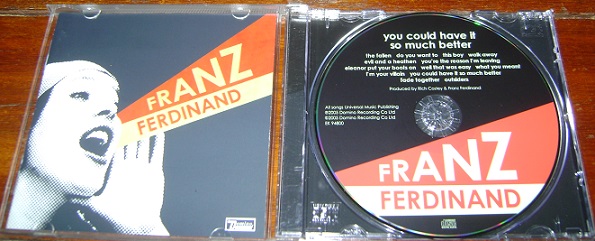 FRANZ
FERDINAND
you could have it
so much better
the fallen do you want to this boy walk away
evil and a heathen you're the reason i'm leaving
eleanor put your boots on well that was easy what you meant
i'm your villain you could have it so much better
fade together outsiders
Produced by Rich Costey & Franz Ferdinand
All songs Universal Music Publishing
℗2005 Domino Recording Co Ltd
©2005 Domino Recording Co Ltd
EK 94800
FRANZ
FERDINAND